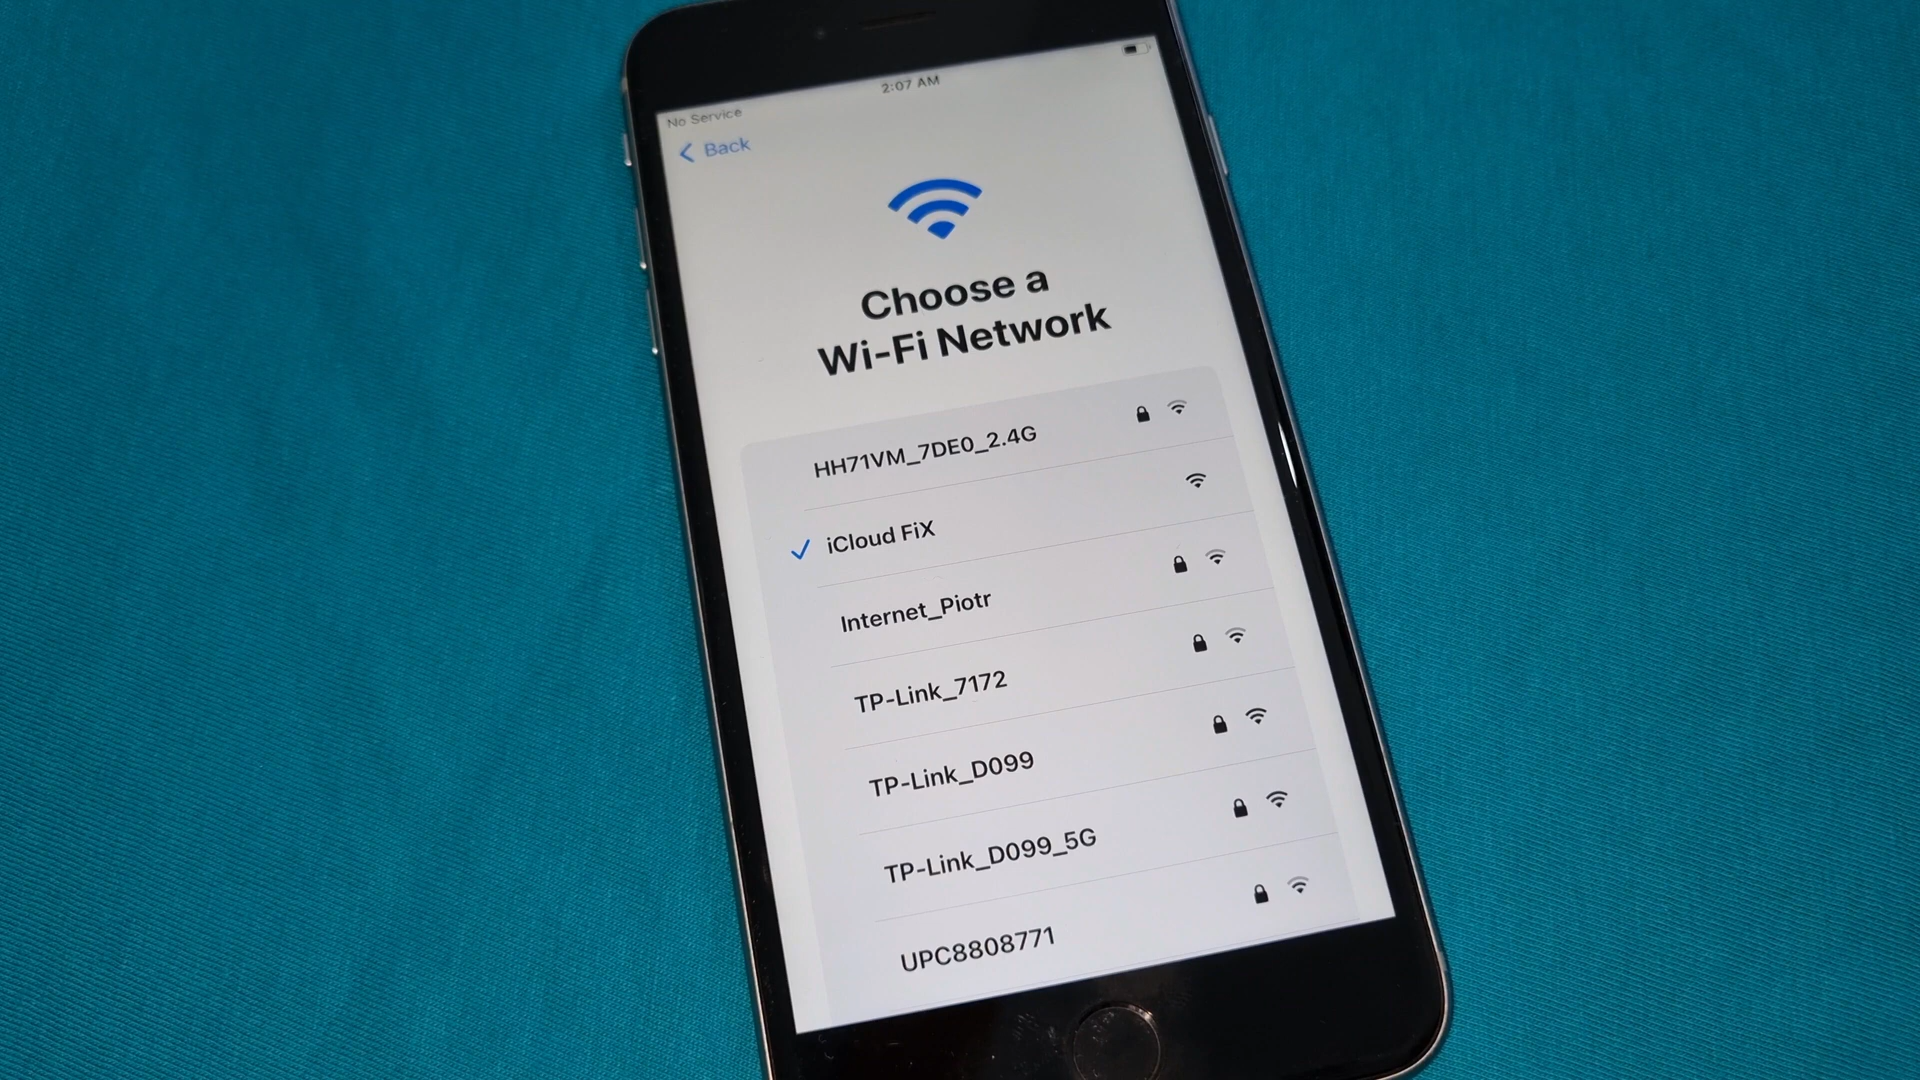 2:07 AM
No Service
Back
Choose a
Wi-Fi Network
HH71VM_7DE0_2.4G
iCloud FiX
Internet_Piotr
TP-Link_7172
TP-Link_D099
TP-Link_D099_5G
UPC8808771